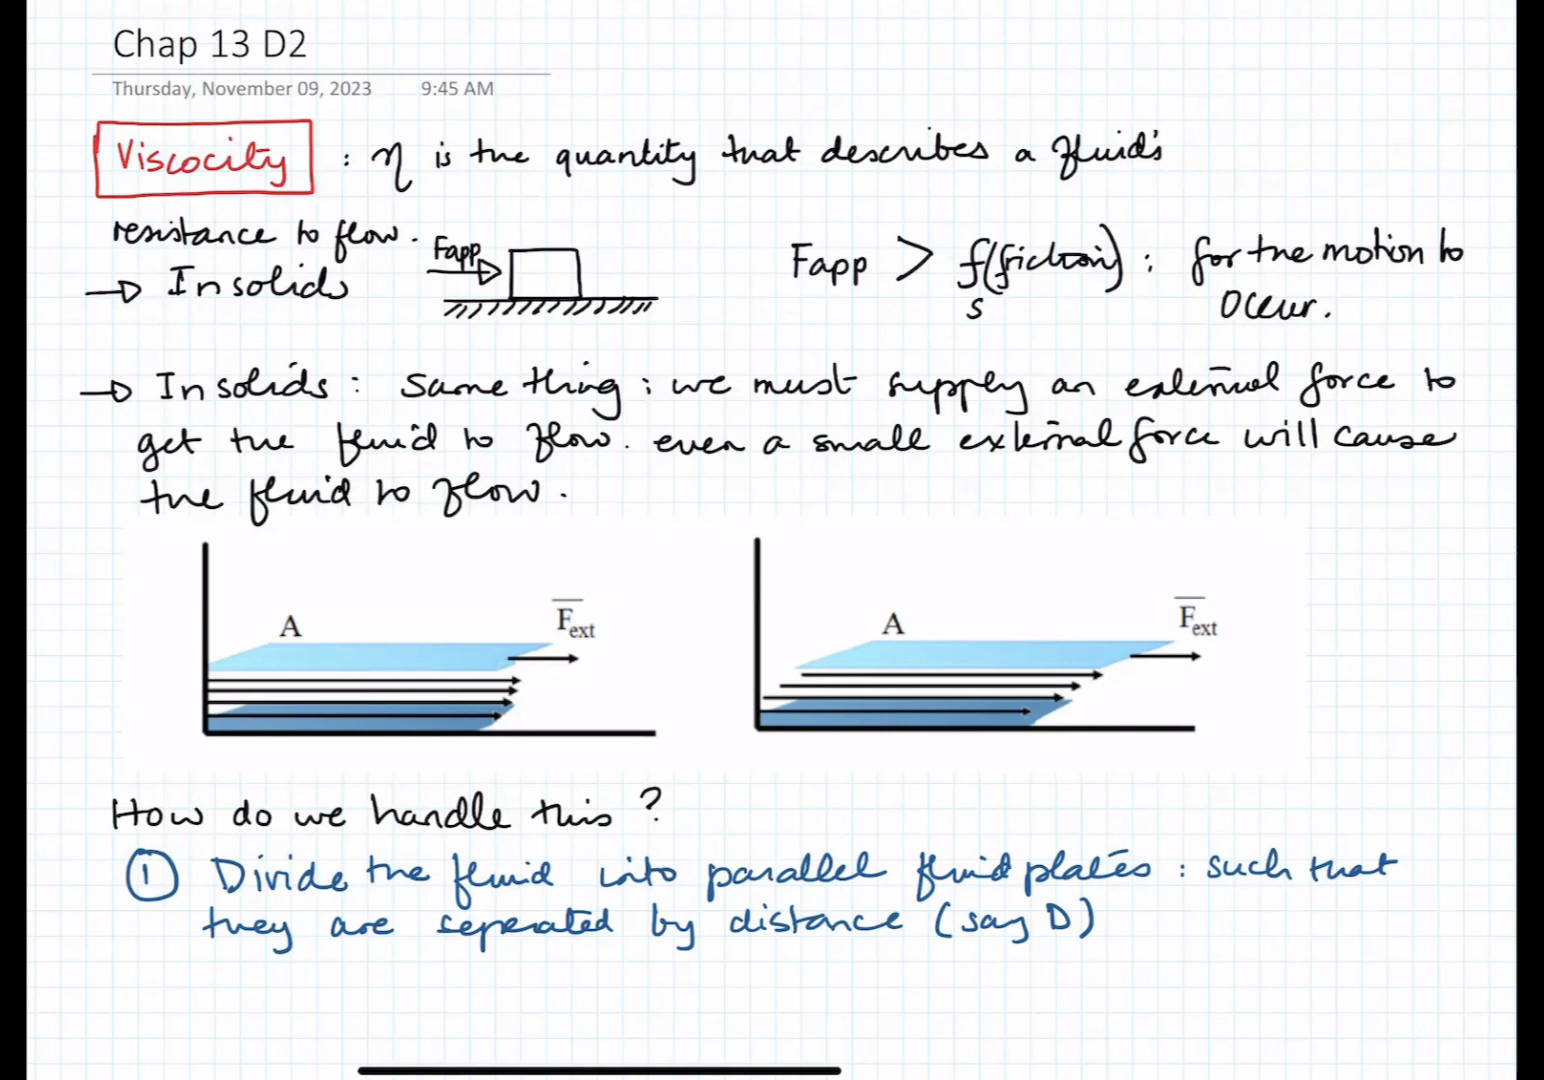 Chap 13 D2
Thursday, November 09, 2023 9:45 AM
Viscocity : η is the quantity that describes a fluid's
resistance to flow.
→ In solids Fapp Fapp > fs (friction) : for the motion to
occur.
→ In solids : Same thing ; we must supply an external force to
get the fluid to flow. even a small external force will cause
the fluid to flow.
A Fext A Fext
How do we handle this ?
① Divide the fluid into parallel fluid plates : such that
they are seperated by distance (say D)